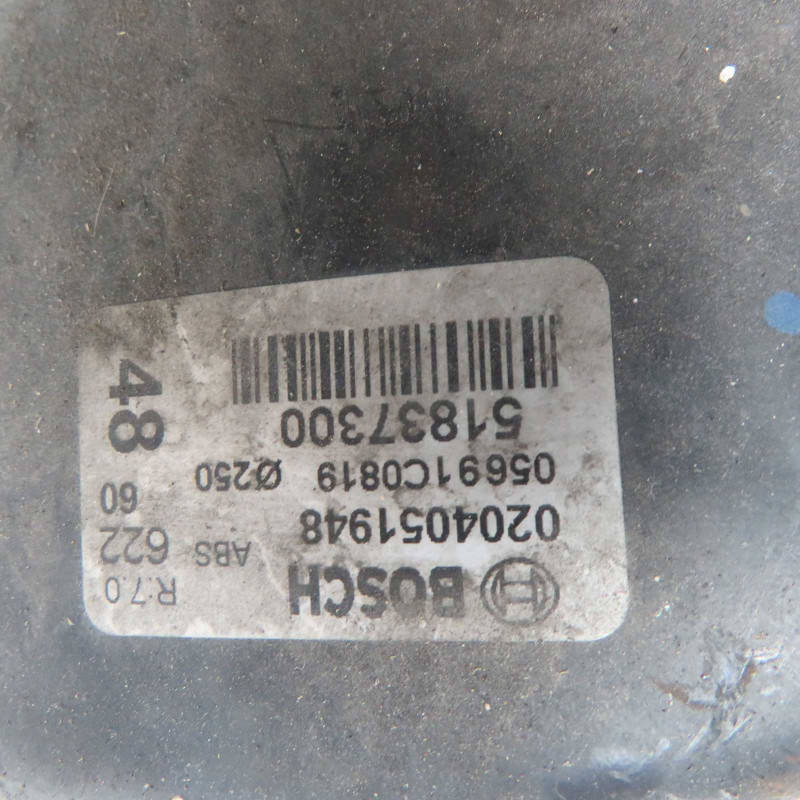 BOSCH R:7.0
0204051948 ABS 622
05691C0819 Ø250 60
51837300
48